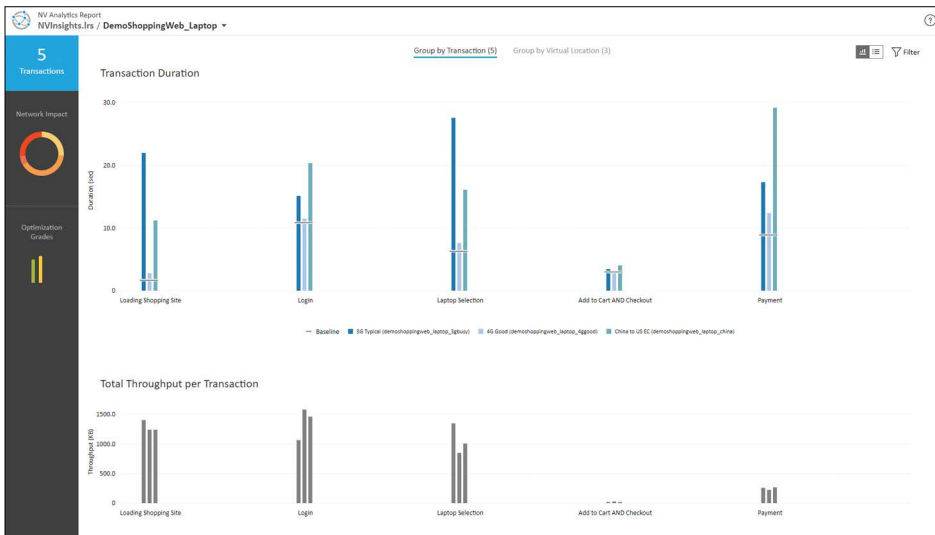 NV Analytics Report
NVInsights.lrs / DemoShoppingWeb_Laptop
5
Transactions
Network Impact
Optimization
Grades
Group by Transaction (5)
Group by Virtual Location (3)
Filter
Transaction Duration
Duration (sec)
30.0
20.0
10.0
0
Loading Shopping Site
Login
Laptop Selection
Add to Cart AND Checkout
Payment
Baseline
3G Typical (demoshoppingweb_laptop_3gbusy)
4G Good (demoshoppingweb_laptop_4ggood)
China to US EC (demoshoppingweb_laptop_china)
Total Throughput per Transaction
Throughput (KB)
1500.0
1000.0
500.0
0
Loading Shopping Site
Login
Laptop Selection
Add to Cart AND Checkout
Payment